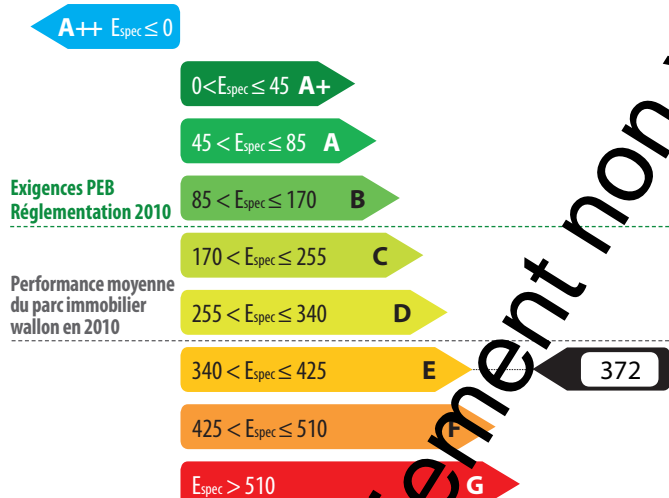 A++ Espec ≤ 0
0 < Espec ≤ 45 A+
45 < Espec ≤ 85 A
Exigences PEB
Réglementation 2010
85 < Espec ≤ 170 B
170 < Espec ≤ 255 C
Performance moyenne
du parc immobilier
wallon en 2010
255 < Espec ≤ 340 D
340 < Espec ≤ 425 E
372
425 < Espec ≤ 510 F
Espec > 510 G
ement non